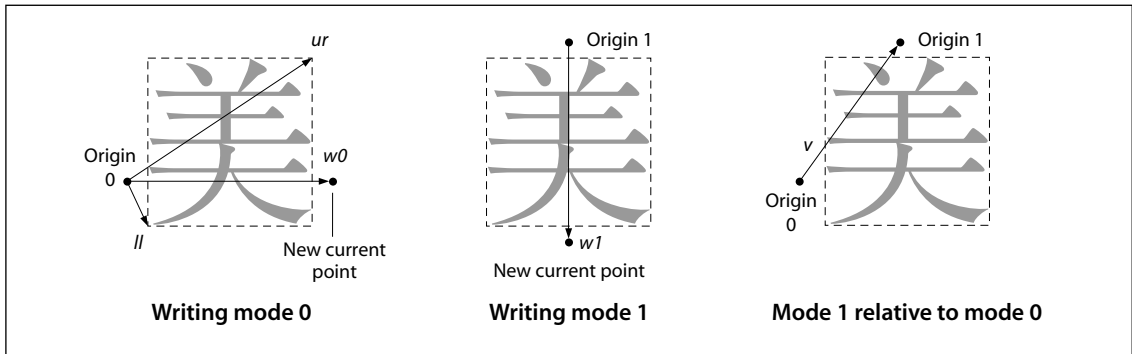 ur
Origin
0
美
w0
ll
New current
point
Writing mode 0
Origin 1
美
w1
New current point
Writing mode 1
Origin 1
美
v
Origin
0
Mode 1 relative to mode 0